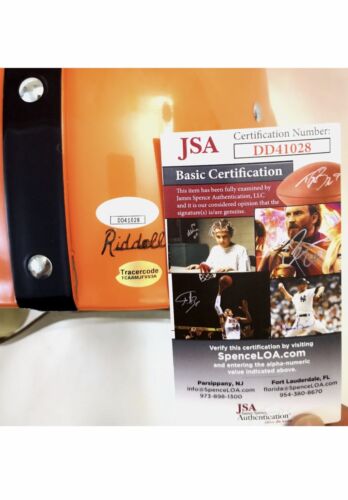 DD41028
Riddell
Tracercode
JSA
Certification Number:
DD41028
Basic Certification
This item has been fully examined by
James Spence Authentication, LLC
and it is our considered opinion that the
signature(s) is/are genuine.
Verify this certification by visiting
SpenceLOA.com
and entering the alpha-numeric
value indicated above.
Parsippany, NJ
info@SpenceLOA.com
973-898-1300
Fort Lauderdale, FL
florida@SpenceLOA.com
954-380-8670
JSA
Authentication